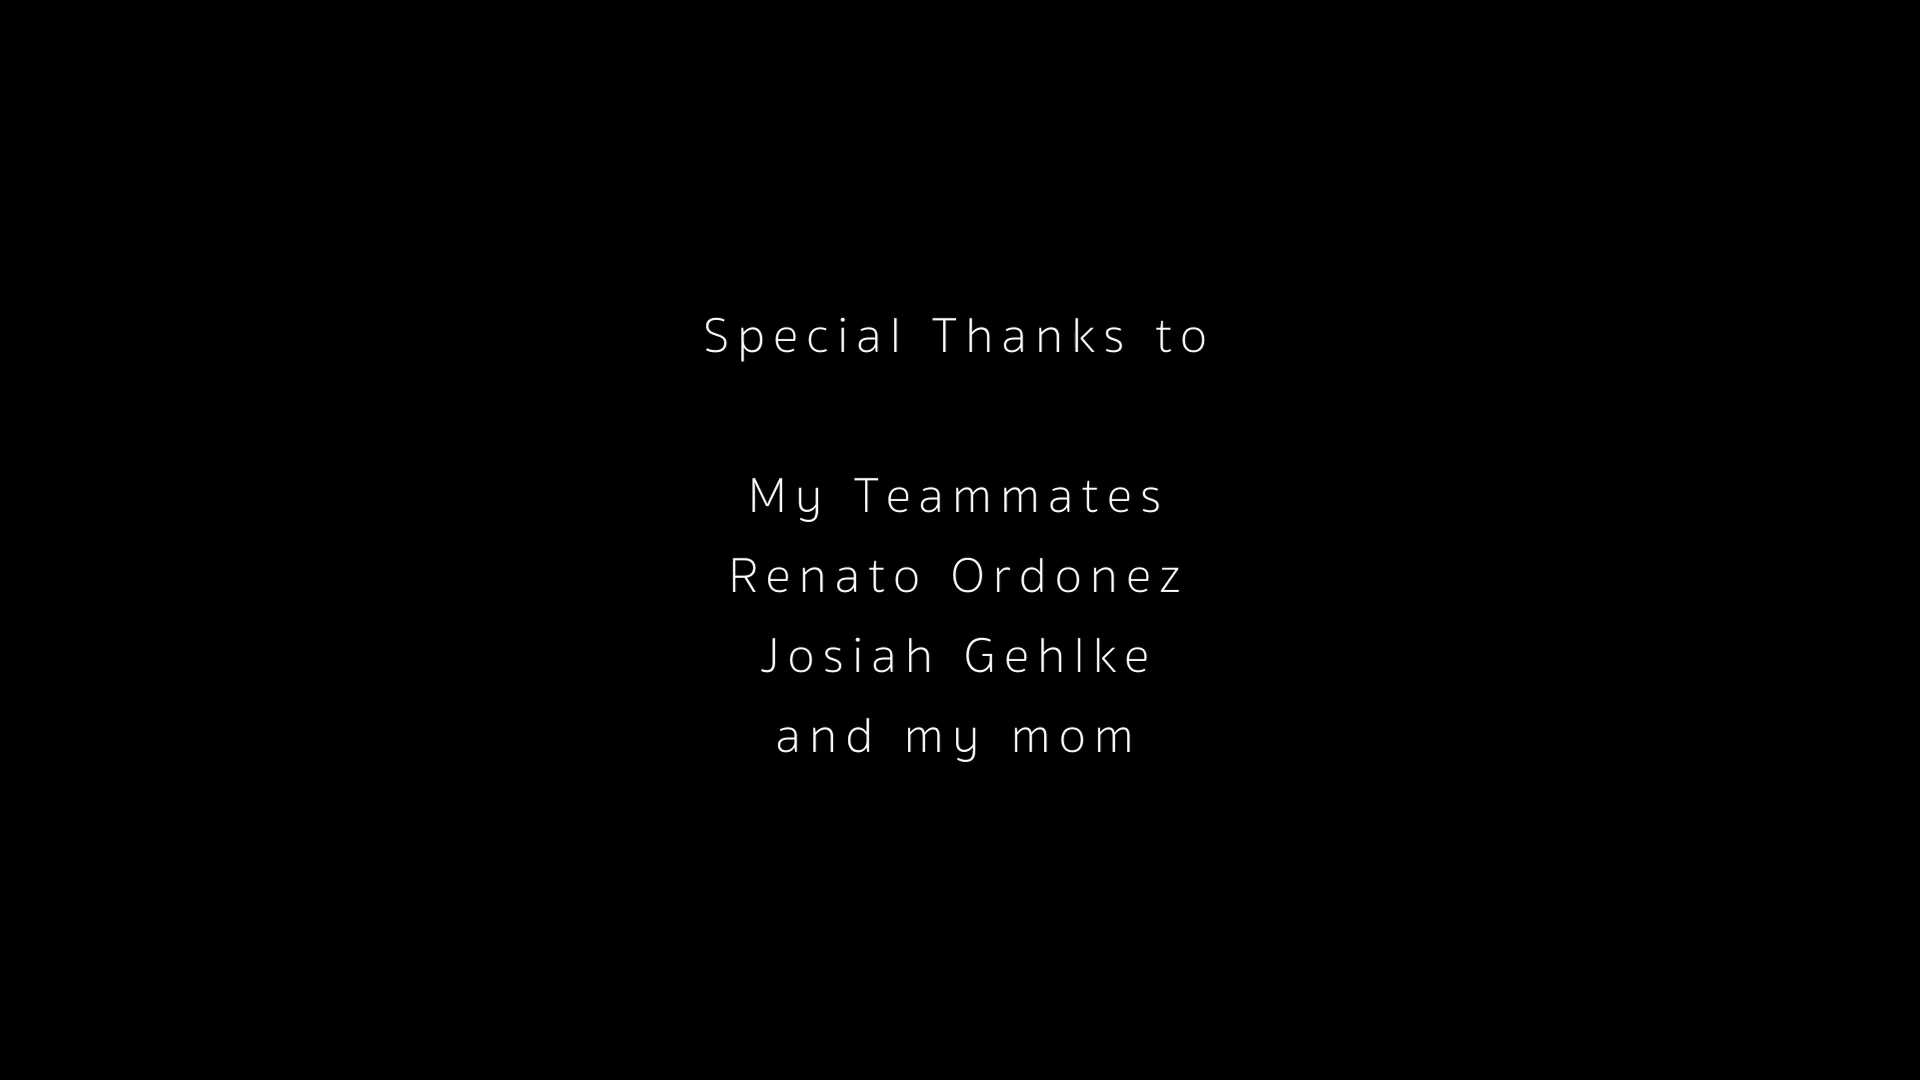 Special Thanks to
My Teammates
Renato Ordonez
Josiah Gehlke
and my mom